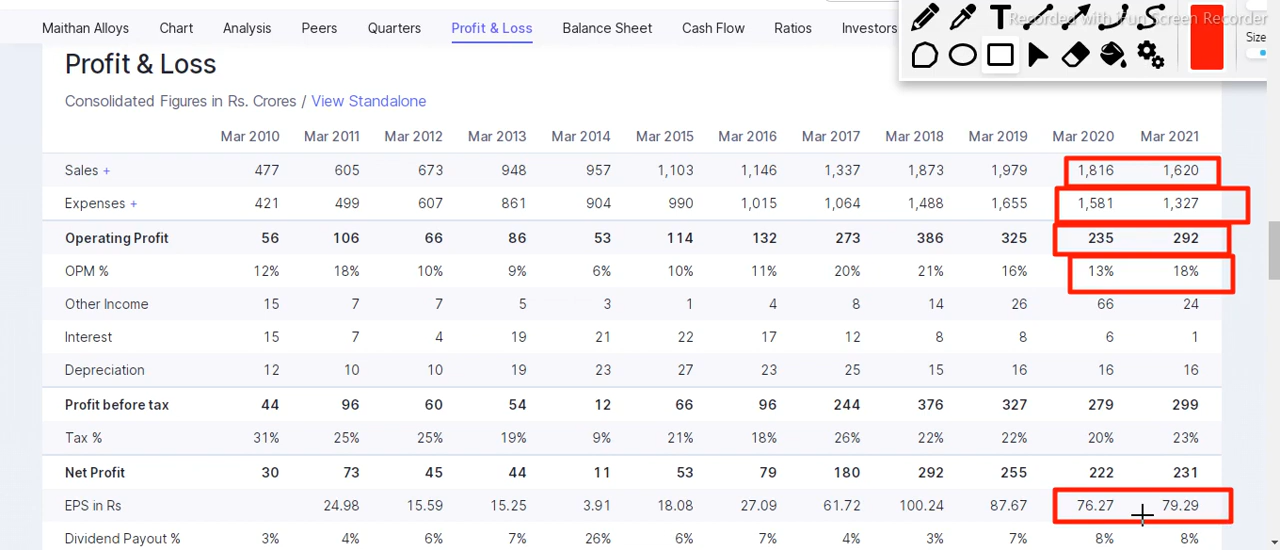 Maithan Alloys Chart Analysis Peers Quarters Profit & Loss Balance Sheet Cash Flow Ratios Investors
T Recorded with iFun Screen Recorder
Size
Profit & Loss
Consolidated Figures in Rs. Crores / View Standalone
Mar 2010 Mar 2011 Mar 2012 Mar 2013 Mar 2014 Mar 2015 Mar 2016 Mar 2017 Mar 2018 Mar 2019 Mar 2020 Mar 2021
Sales + 477 605 673 948 957 1,103 1,146 1,337 1,873 1,979 1,816 1,620
Expenses + 421 499 607 861 904 990 1,015 1,064 1,488 1,655 1,581 1,327
Operating Profit 56 106 66 86 53 114 132 273 386 325 235 292
OPM % 12% 18% 10% 9% 6% 10% 11% 20% 21% 16% 13% 18%
Other Income 15 7 7 5 3 1 4 8 14 26 66 24
Interest 15 7 4 19 21 22 17 12 8 8 6 1
Depreciation 12 10 10 19 23 27 23 25 15 16 16 16
Profit before tax 44 96 60 54 12 66 96 244 376 327 279 299
Tax % 31% 25% 25% 19% 9% 21% 18% 26% 22% 22% 20% 23%
Net Profit 30 73 45 44 11 53 79 180 292 255 222 231
EPS in Rs 24.98 15.59 15.25 3.91 18.08 27.09 61.72 100.24 87.67 76.27 79.29
Dividend Payout % 3% 4% 6% 7% 26% 6% 7% 4% 3% 7% 8% 8%